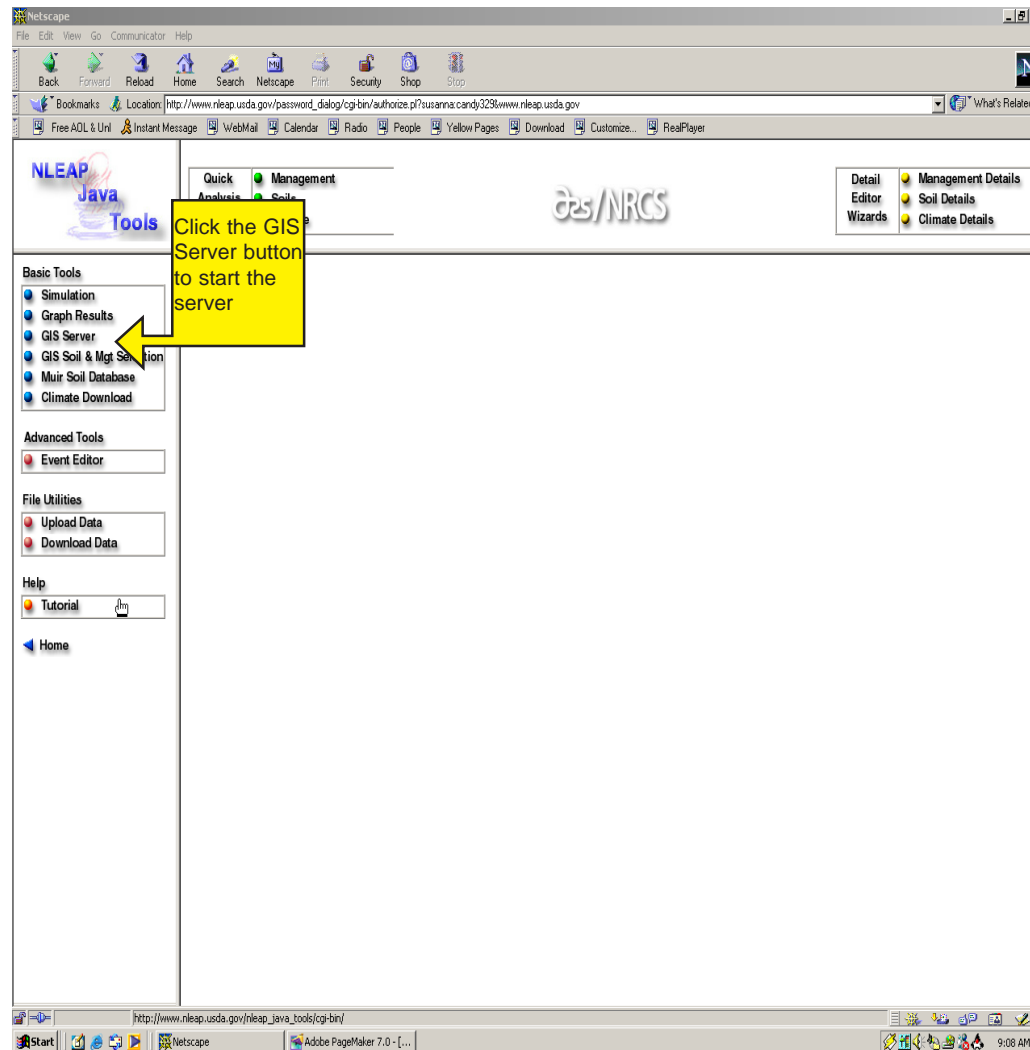 Netscape
File Edit View Go Communicator Help
Back Forward Reload Home Search Netscape Print Security Shop Stop
Bookmarks Location: http://www.nleap.usda.gov/password_dialog/cgi-bin/authorize.pl?susanna:candy329&www.nleap.usda.gov What's Related
Free AOL & Unl Instant Message WebMail Calendar Radio People Yellow Pages Download Customize... RealPlayer
NLEAP
Java
Tools
Quick
Analysis
Management
Soils
/NRCS
Detail
Editor
Wizards
Management Details
Soil Details
Climate Details
Click the GIS
Server button
to start the
server
Basic Tools
Simulation
Graph Results
GIS Server
GIS Soil & Mgt
Muir Soil Database
Climate Download
Advanced Tools
Event Editor
File Utilities
Upload Data
Download Data
Help
Tutorial
Home
http://www.nleap.usda.gov/nleap_java_tools/cgi-bin/
Start Netscape Adobe PageMaker 7.0 - [... 9:08 AM